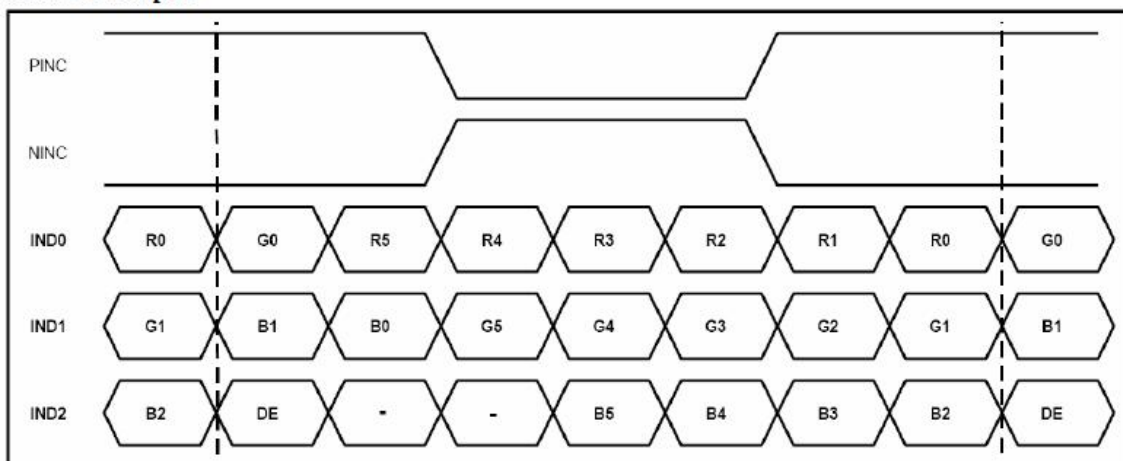 PINC
NINC
IND0 R0 G0 R5 R4 R3 R2 R1 R0 G0
IND1 G1 B1 B0 G5 G4 G3 G2 G1 B1
IND2 B2 DE - - B5 B4 B3 B2 DE